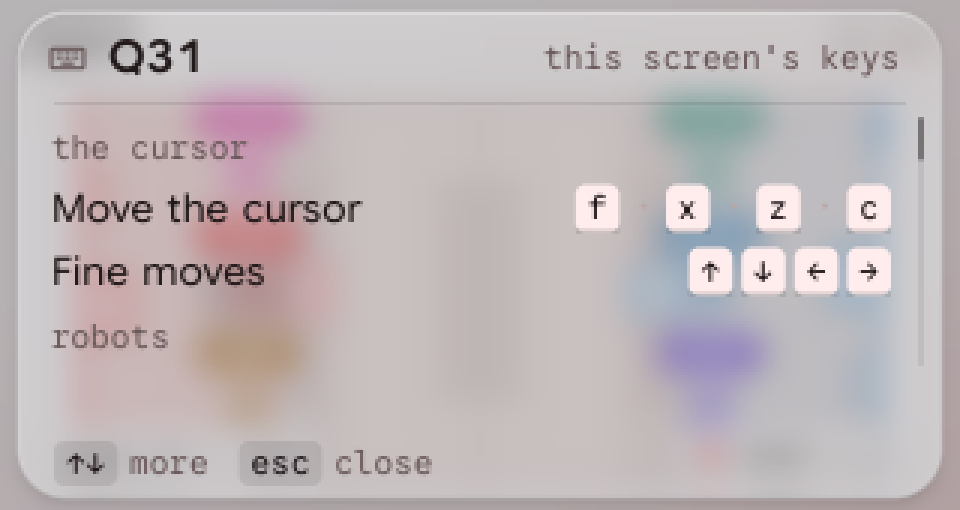 Q31 this screen's keys
the cursor
Move the cursor f · x · z · c
Fine moves ↑ ↓ ← →
robots
↑↓ more esc close